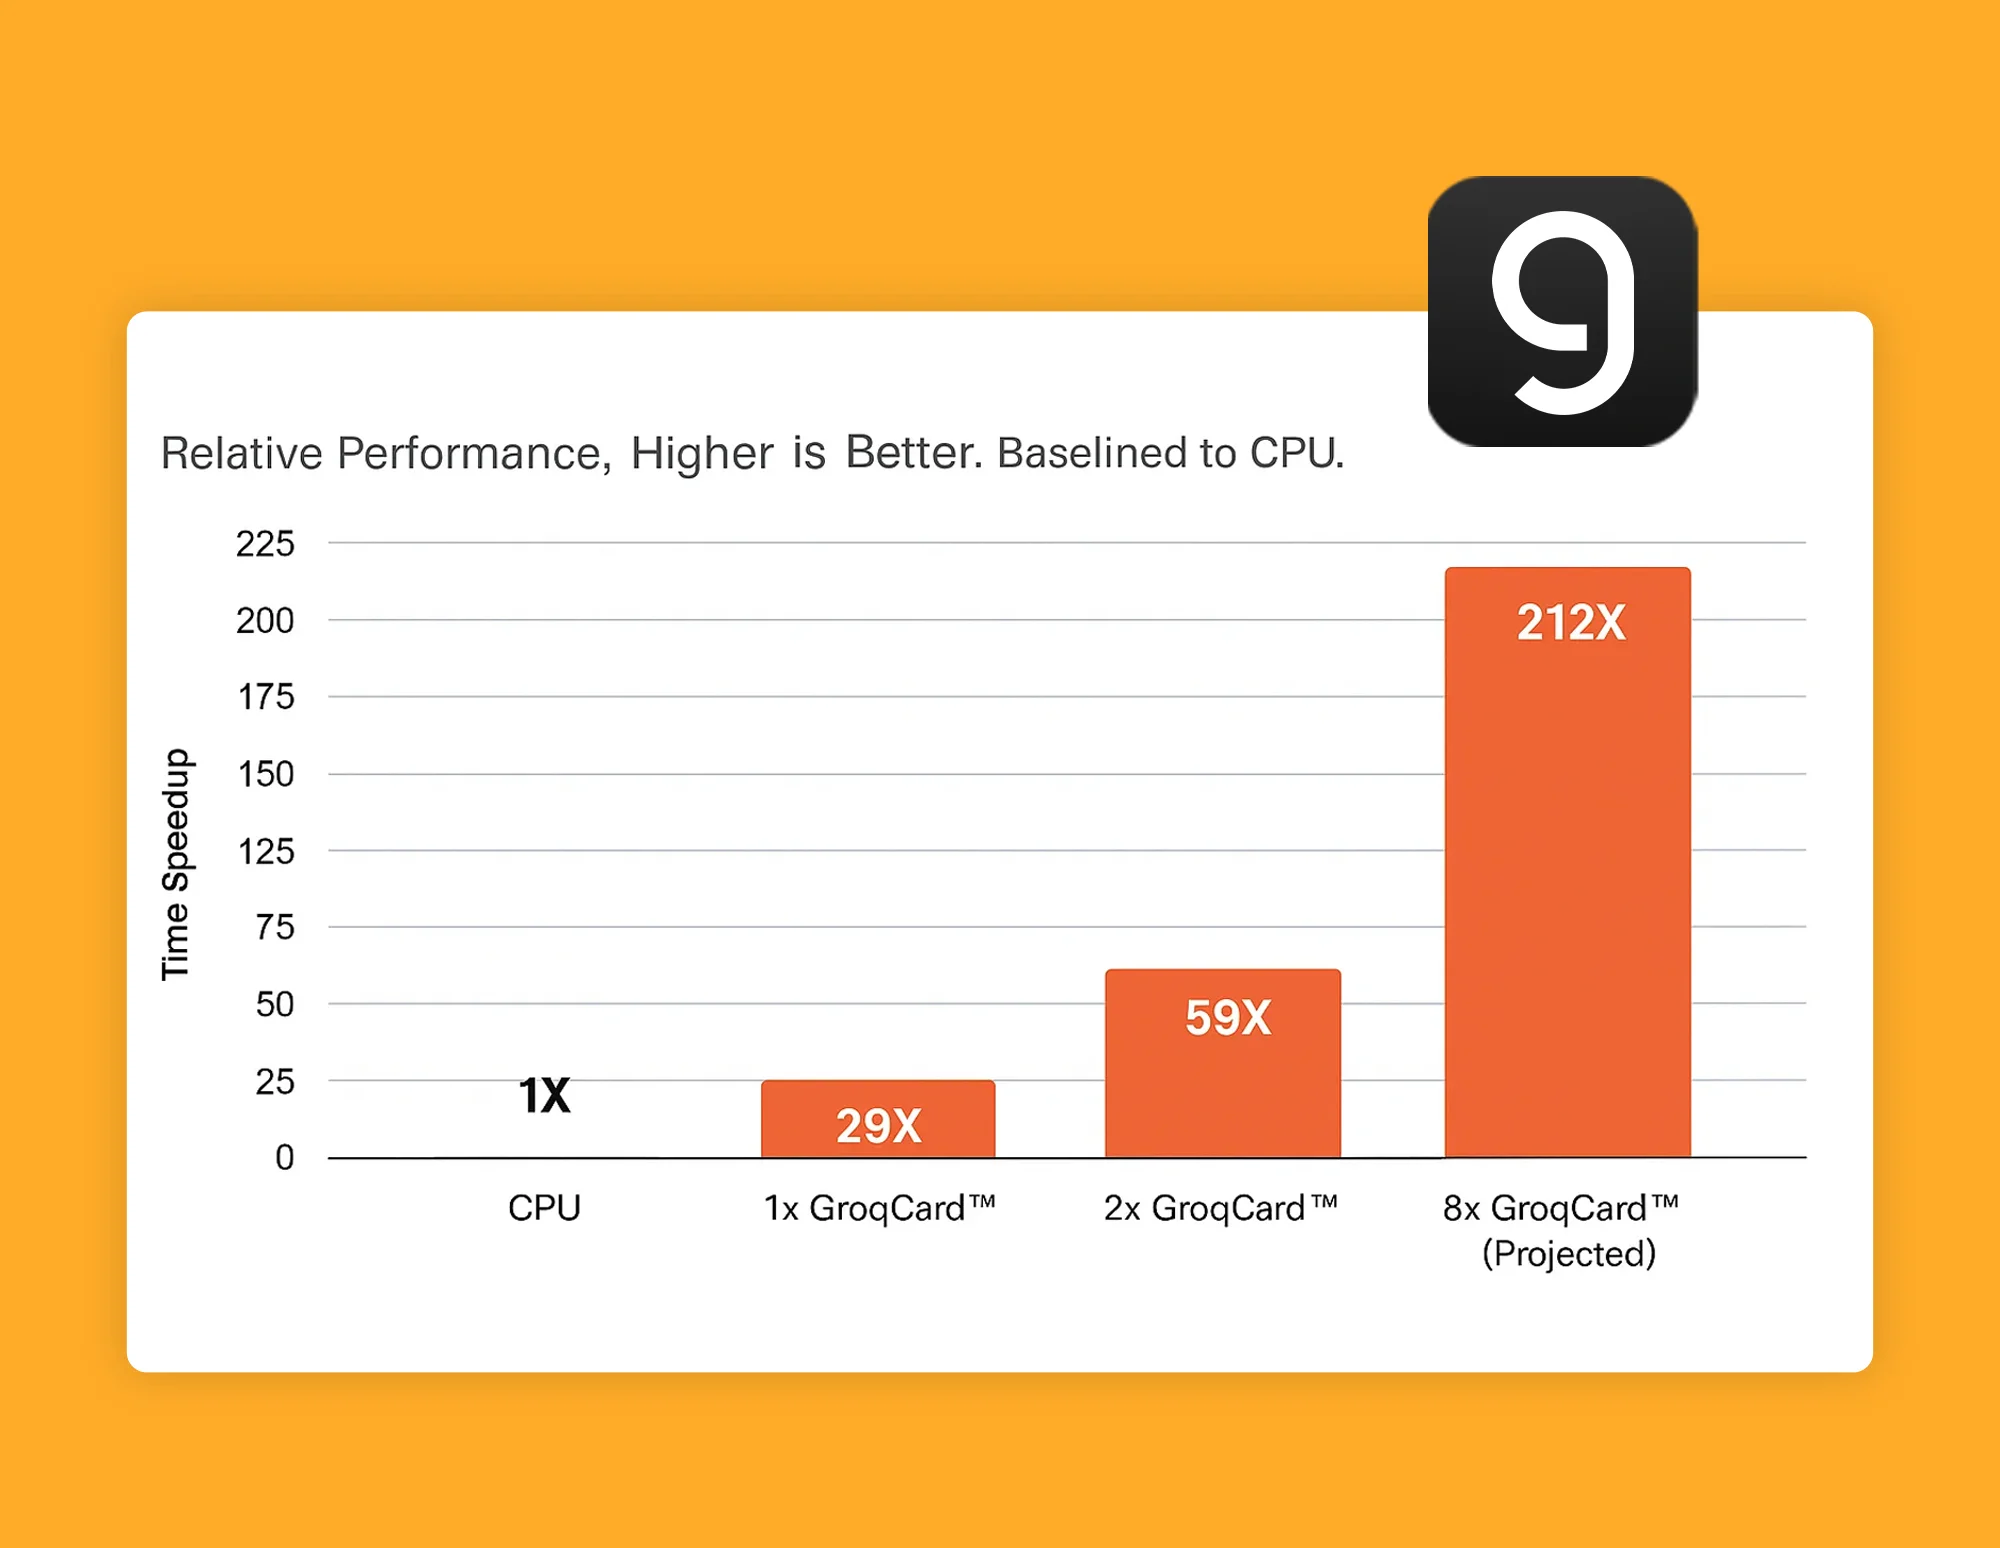 g
Relative Performance, Higher is Better. Baselined to CPU.
Time Speedup
225
200
175
150
125
75
50
25
0
1X
29X
59X
212X
CPU
1x GroqCard™
2x GroqCard™
8x GroqCard™
(Projected)